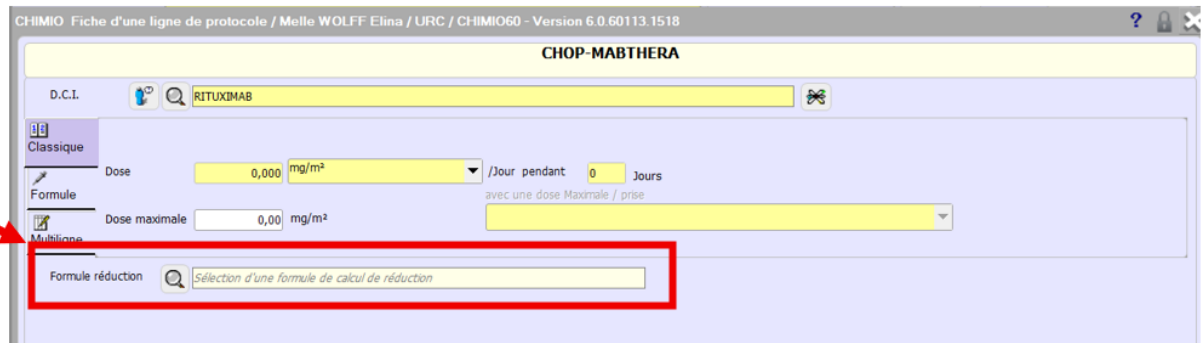 CHIMIO Fiche d'une ligne de protocole / Melle WOLFF Elina / URC / CHIMIO60 - Version 6.0.60113.1518 ?
CHOP-MABTHERA
D.C.I. RITUXIMAB
Classique
Dose 0,000 mg/m² /Jour pendant 0 Jours
Formule
avec une dose Maximale / prise
Dose maximale 0,00 mg/m²
Multiligne
Formule réduction Sélection d'une formule de calcul de réduction